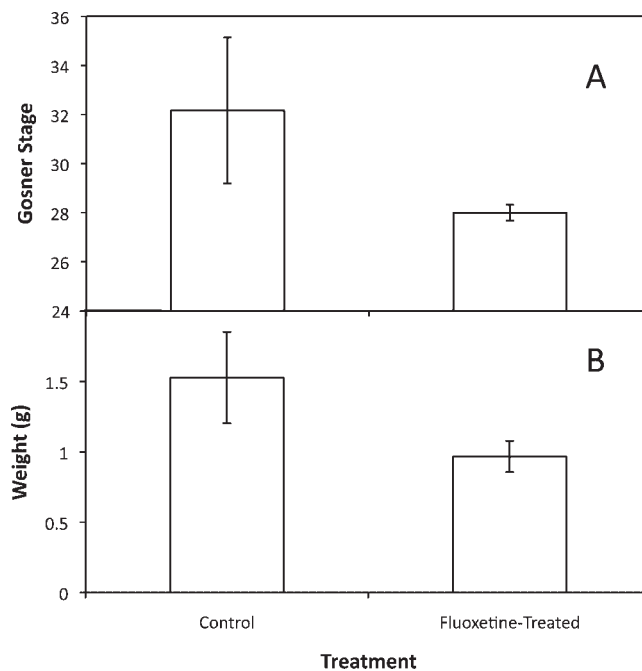 36
34
A
32
Gosner Stage
30
28
26
24
B
1.5
Weight (g)
1
0.5
0
Control Fluoxetine-Treated
Treatment